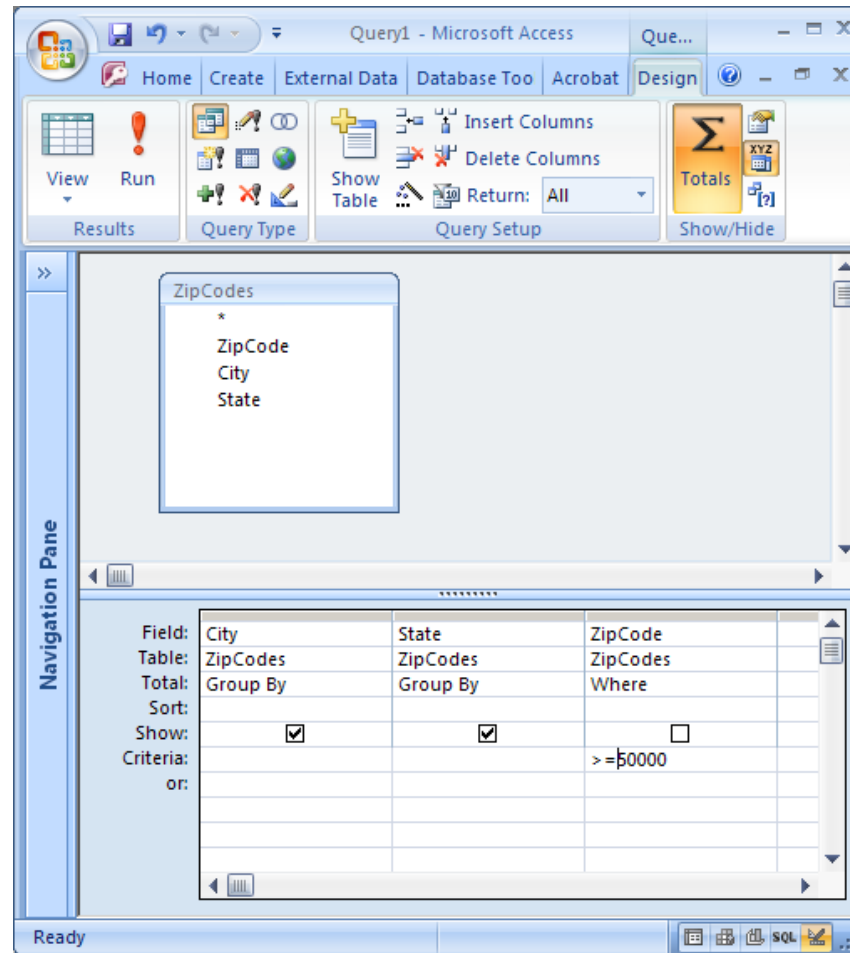 Query1 - Microsoft Access Que...
Home Create External Data Database Too Acrobat Design
View Run
Show Table
Insert Columns
Delete Columns
Return: All
Totals
XYZ
Results Query Type Query Setup Show/Hide
ZipCodes
*
ZipCode
City
State
Navigation Pane
Field: City State ZipCode
Table: ZipCodes ZipCodes ZipCodes
Total: Group By Group By Where
Sort:
Show:
Criteria: >=50000
or:
Ready SQL